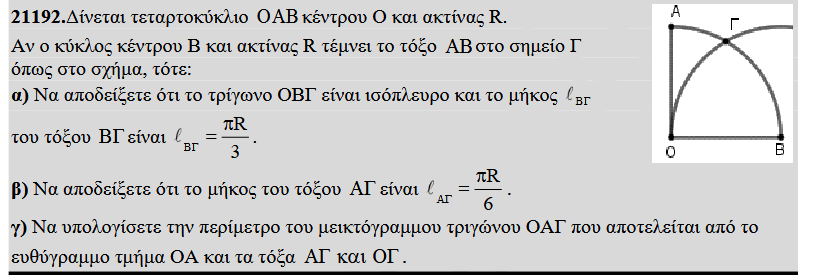 21192.Δίνεται τεταρτοκύκλιο ΟΑΒ κέντρου Ο και ακτίνας R.
Αν ο κύκλος κέντρου Β και ακτίνας R τέμνει το τόξο ΑΒ στο σημείο Γ
όπως στο σχήμα, τότε:
α) Να αποδείξετε ότι το τρίγωνο ΟΒΓ είναι ισόπλευρο και το μήκος ℓ_ΒΓ
του τόξου ΒΓ είναι ℓ_ΒΓ = πR/3 .
β) Να αποδείξετε ότι το μήκος του τόξου ΑΓ είναι ℓ_ΑΓ = πR/6 .
γ) Να υπολογίσετε την περίμετρο του μεικτόγραμμου τριγώνου ΟΑΓ που αποτελείται από το
ευθύγραμμο τμήμα ΟΑ και τα τόξα ΑΓ και ΟΓ .
Α
Γ
Ο
Β